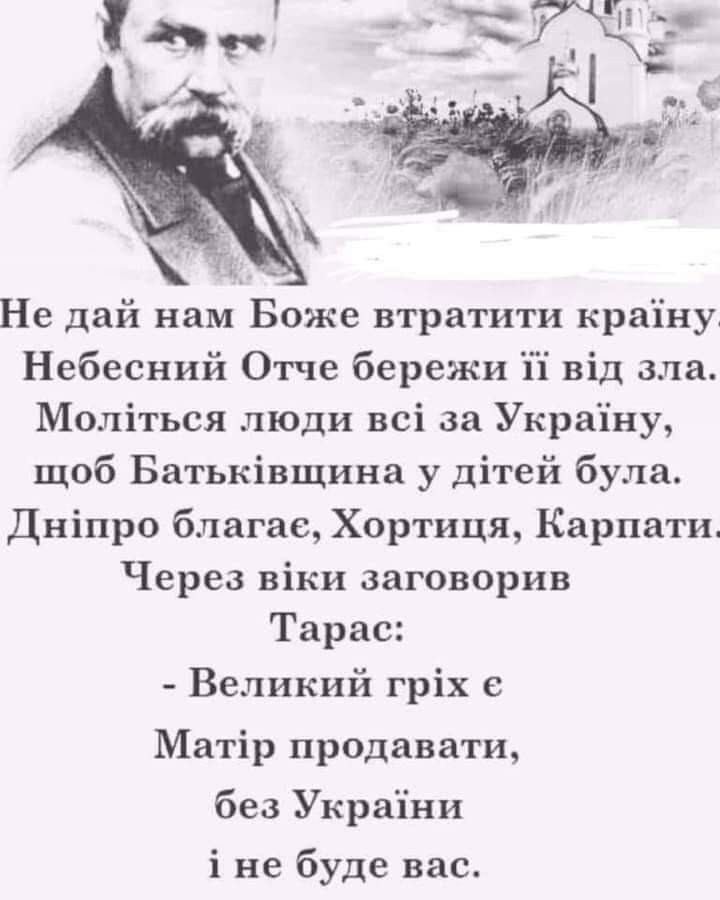 Не дай нам Боже втратити країну.
Небесний Отче бережи її від зла.
Моліться люди всі за Україну,
щоб Батьківщина у дітей була.
Дніпро благає, Хортиця, Карпати.
Через віки заговорив
Тарас:
- Великий гріх є
Матір продавати,
без України
і не буде вас.